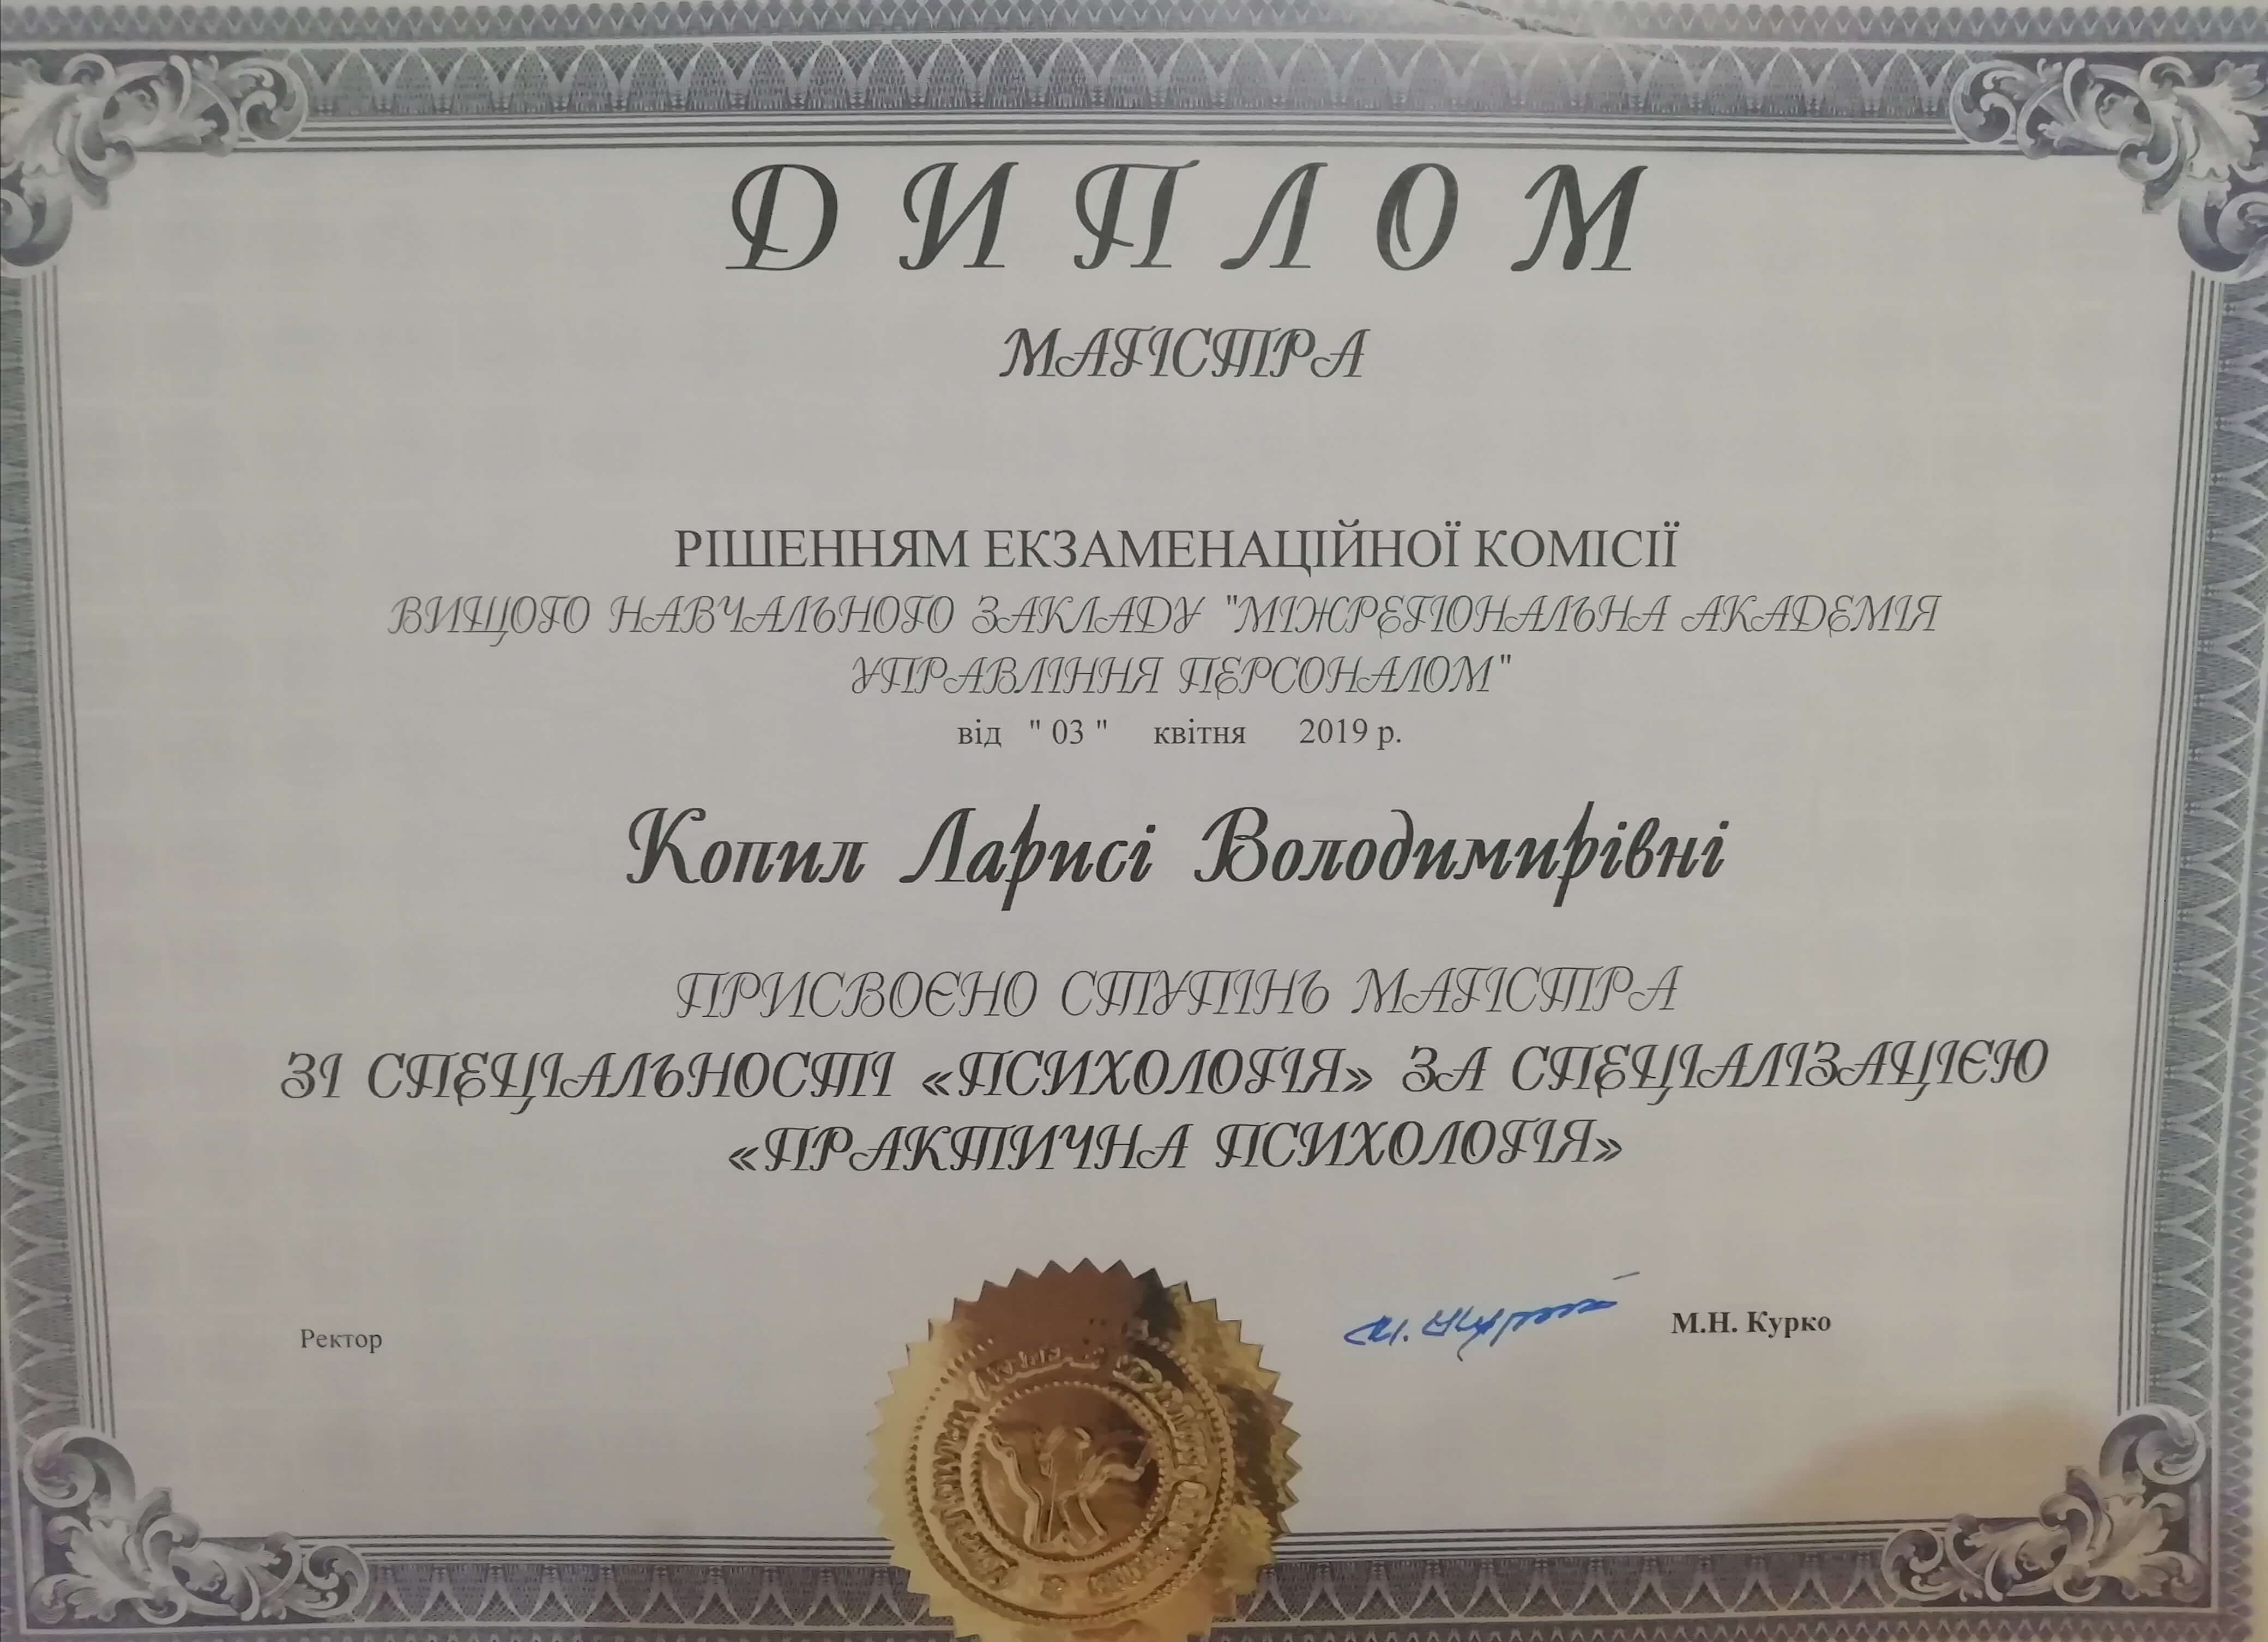 ДИПЛОМ
МАГІСТРА
РІШЕННЯМ ЕКЗАМЕНАЦІЙНОЇ КОМІСІЇ
ВИЩОГО НАВЧАЛЬНОГО ЗАКЛАДУ "МІЖРЕГІОНАЛЬНА АКАДЕМІЯ
УПРАВЛІННЯ ПЕРСОНАЛОМ"
від " 03 " квітня 2019 р.
Копил Ларисі Володимирівні
ПРИСВОЄНО СТУПІНЬ МАГІСТРА
ЗІ СПЕЦІАЛЬНОСТІ «ПСИХОЛОГІЯ» ЗА СПЕЦІАЛІЗАЦІЄЮ
«ПРАКТИЧНА ПСИХОЛОГІЯ»
Ректор М.Н. Курко